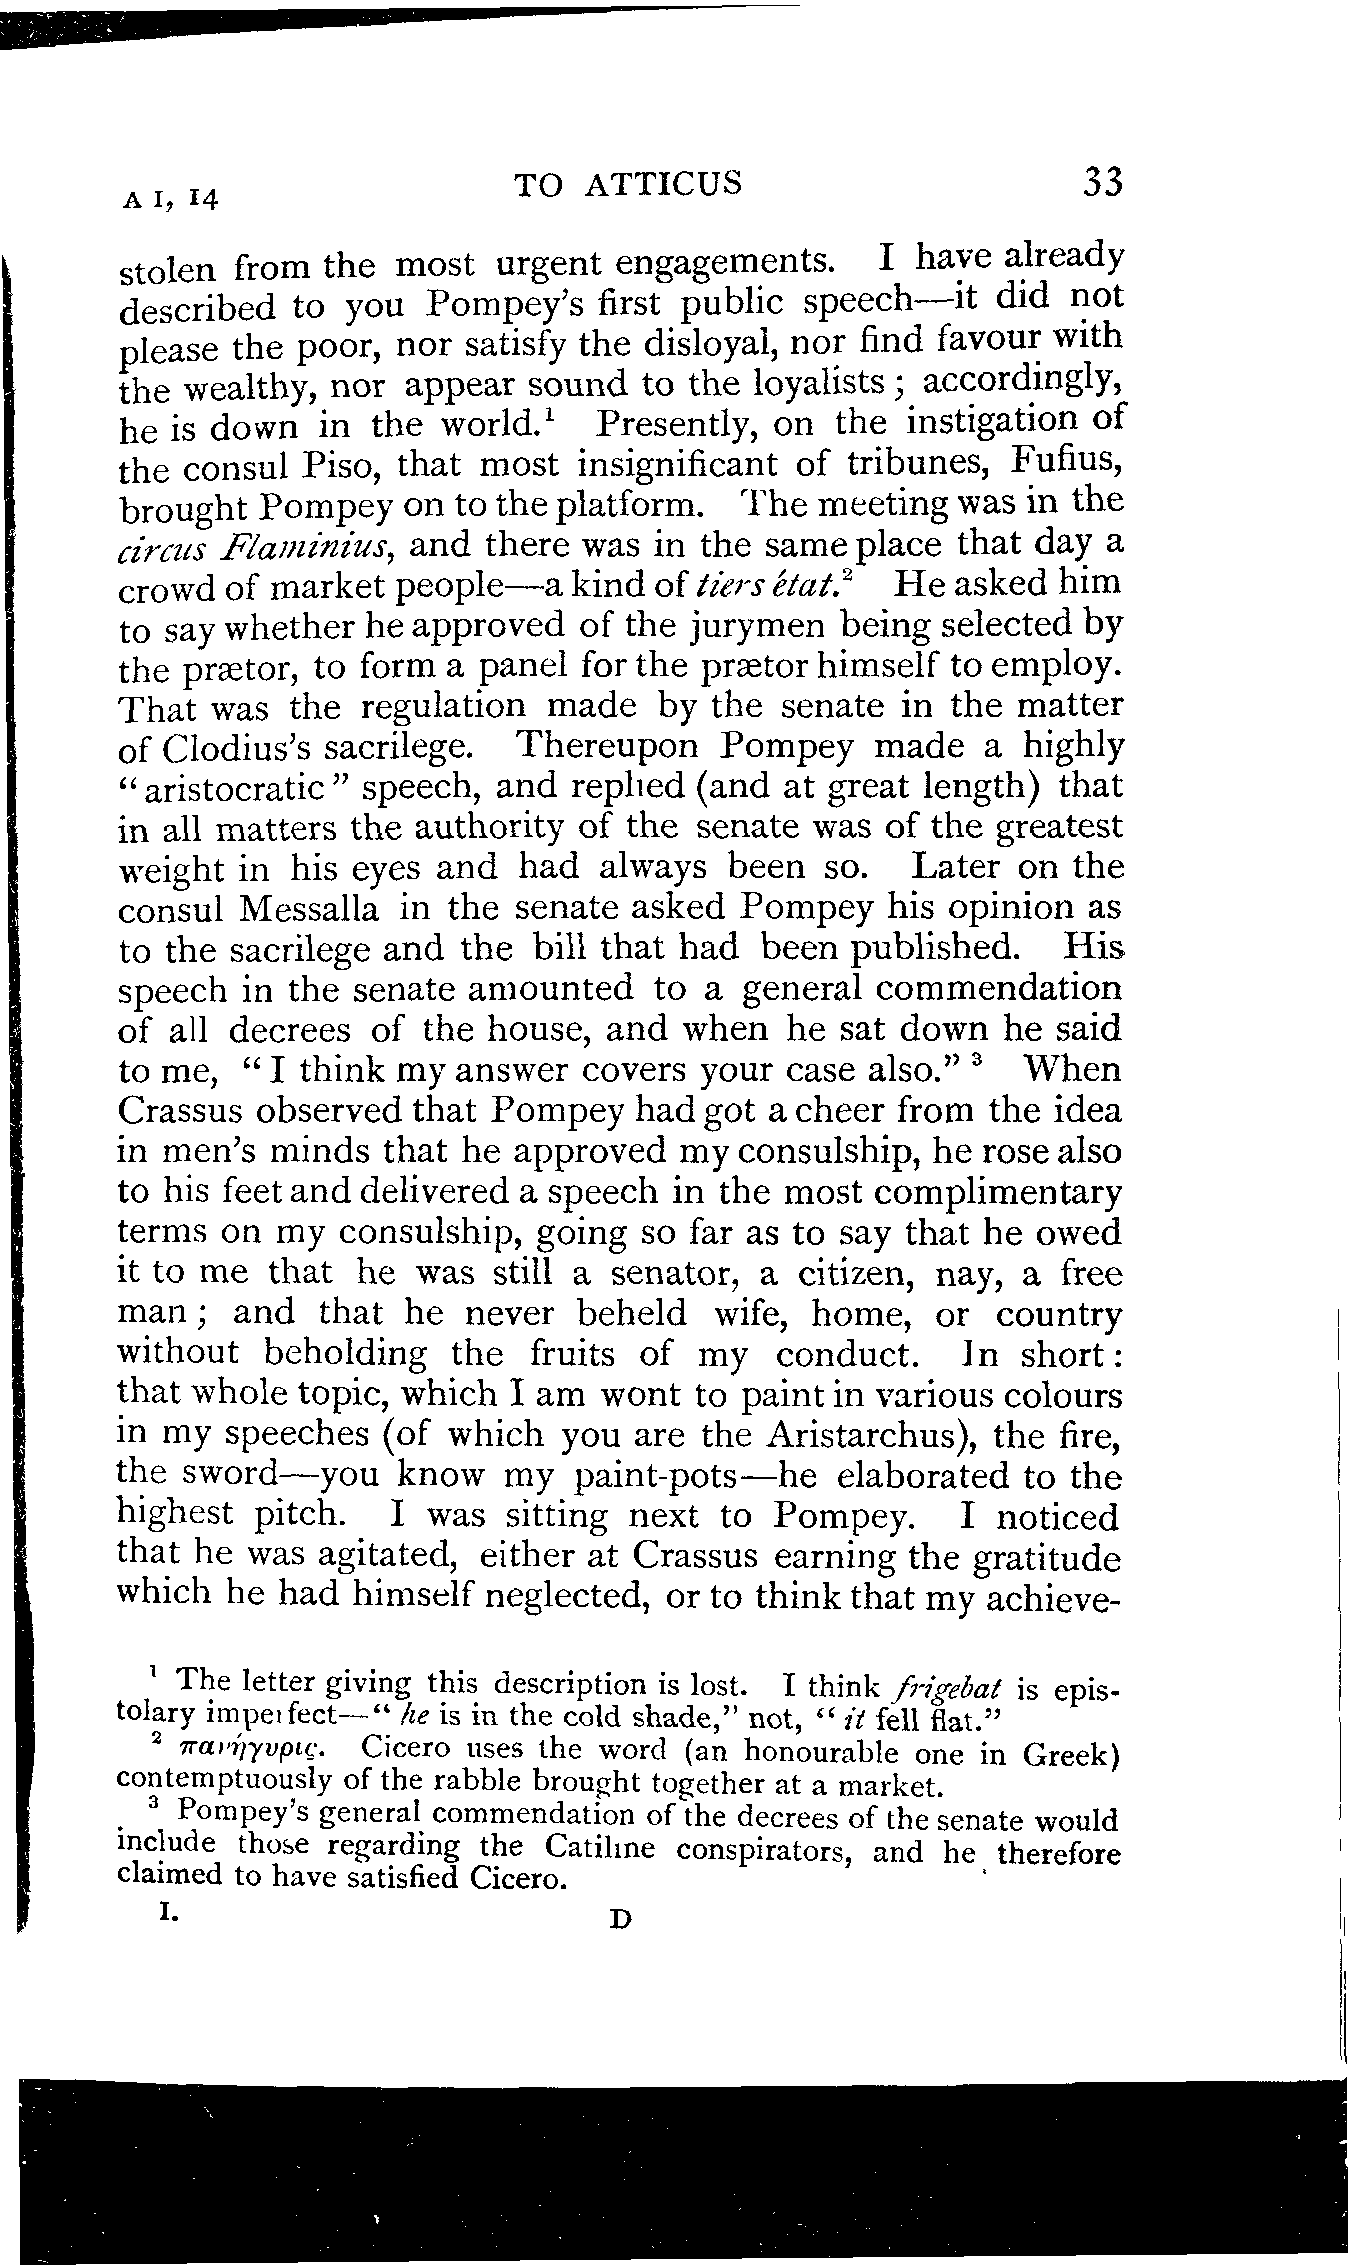 A I, 14 TO ATTICUS 33
stolen from the most urgent engagements. I have already
described to you Pompey's first public speech—it did not
please the poor, nor satisfy the disloyal, nor find favour with
the wealthy, nor appear sound to the loyalists; accordingly,
he is down in the world.¹ Presently, on the instigation of
the consul Piso, that most insignificant of tribunes, Fufius,
brought Pompey on to the platform. The meeting was in the
circus Flaminius, and there was in the same place that day a
crowd of market people—a kind of tiers état.² He asked him
to say whether he approved of the jurymen being selected by
the prætor, to form a panel for the prætor himself to employ.
That was the regulation made by the senate in the matter
of Clodius's sacrilege. Thereupon Pompey made a highly
"aristocratic" speech, and replied (and at great length) that
in all matters the authority of the senate was of the greatest
weight in his eyes and had always been so. Later on the
consul Messalla in the senate asked Pompey his opinion as
to the sacrilege and the bill that had been published. His
speech in the senate amounted to a general commendation
of all decrees of the house, and when he sat down he said
to me, "I think my answer covers your case also."³ When
Crassus observed that Pompey had got a cheer from the idea
in men's minds that he approved my consulship, he rose also
to his feet and delivered a speech in the most complimentary
terms on my consulship, going so far as to say that he owed
it to me that he was still a senator, a citizen, nay, a free
man; and that he never beheld wife, home, or country
without beholding the fruits of my conduct. In short:
that whole topic, which I am wont to paint in various colours
in my speeches (of which you are the Aristarchus), the fire,
the sword—you know my paint-pots—he elaborated to the
highest pitch. I was sitting next to Pompey. I noticed
that he was agitated, either at Crassus earning the gratitude
which he had himself neglected, or to think that my achieve-
¹ The letter giving this description is lost. I think frigebat is epis-
tolary imperfect—"he is in the cold shade," not, "it fell flat."
² πανήγυρις. Cicero uses the word (an honourable one in Greek)
contemptuously of the rabble brought together at a market.
³ Pompey's general commendation of the decrees of the senate would
include those regarding the Catiline conspirators, and he therefore
claimed to have satisfied Cicero.
I. D